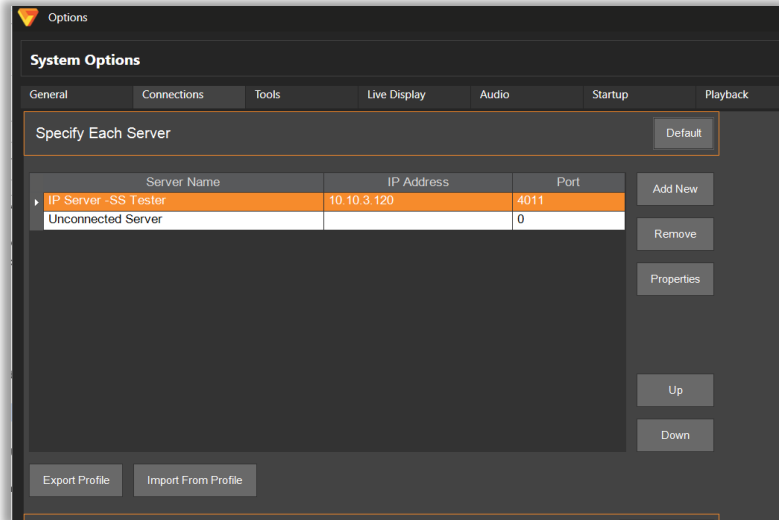 Options
System Options
General Connections Tools Live Display Audio Startup Playback
Specify Each Server Default
Server Name IP Address Port Add New
IP Server -SS Tester 10.10.3.120 4011
Unconnected Server 0
Remove
Properties
Up
Down
Export Profile Import From Profile